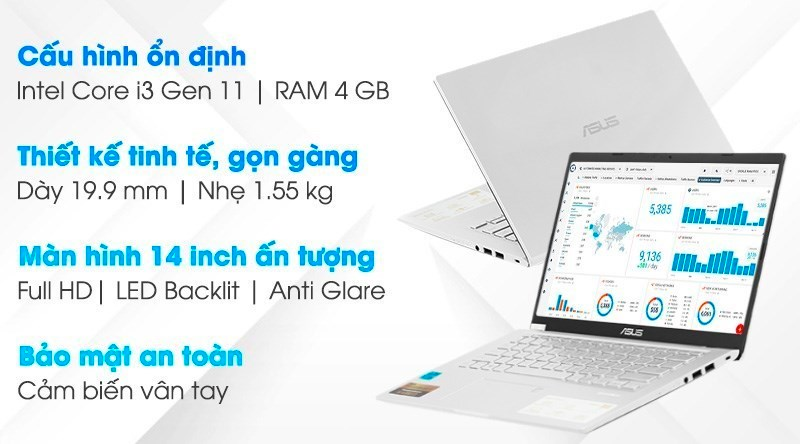 Cấu hình ổn định
Intel Core i3 Gen 11 | RAM 4 GB
Thiết kế tinh tế, gọn gàng
Dày 19.9 mm | Nhẹ 1.55 kg
Màn hình 14 inch ấn tượng
Full HD| LED Backlit | Anti Glare
Bảo mật an toàn
Cảm biến vân tay
ASUS
5,385
9,136
ASUS